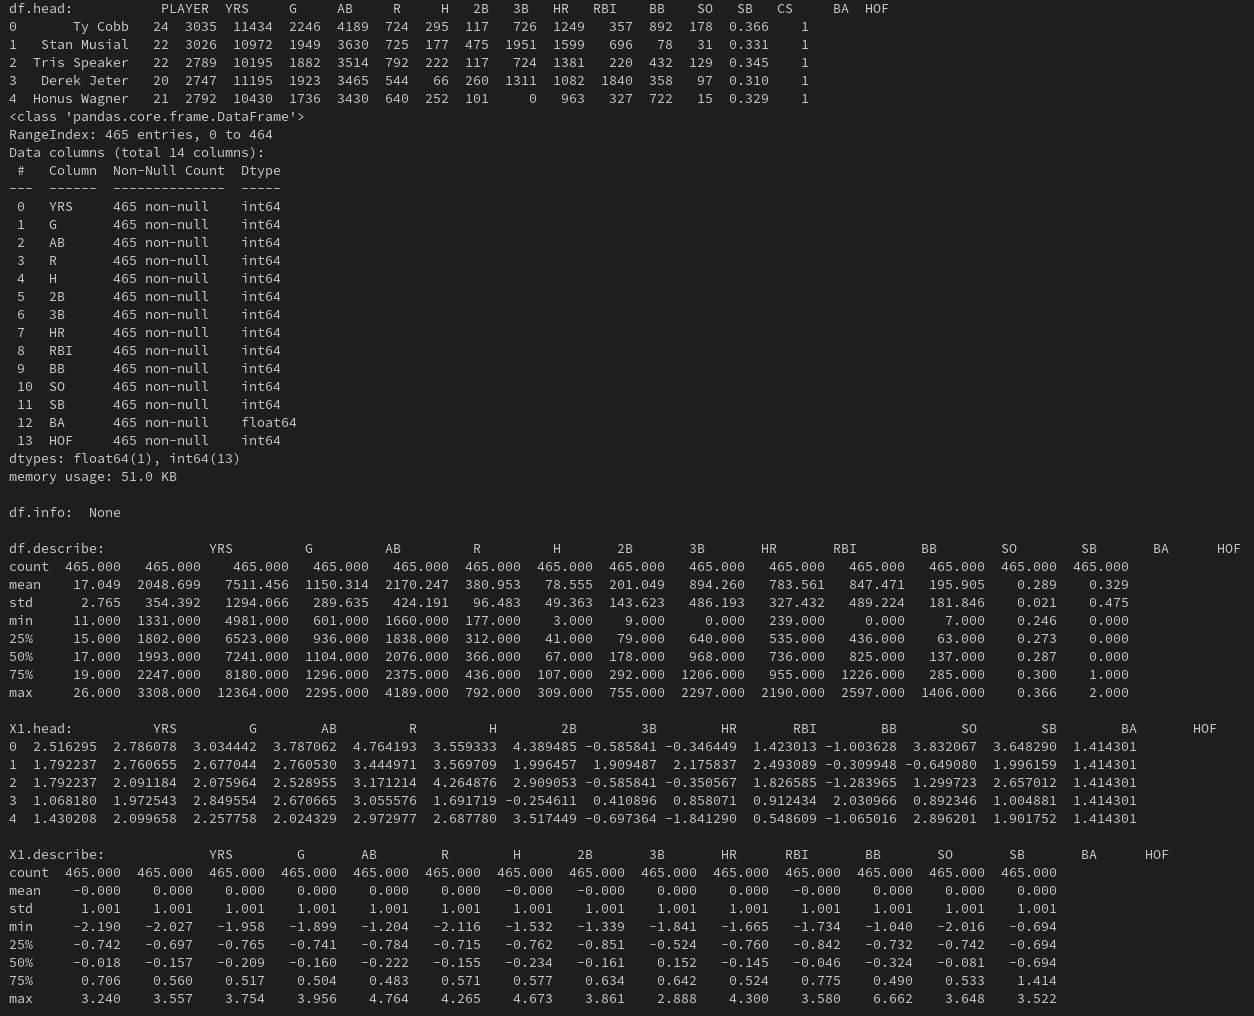 df.head:           PLAYER  YRS     G     AB     R     H   2B   3B   HR   RBI    BB    SO   SB   CS     BA  HOF
0       Ty Cobb   24  3035  11434  2246  4189  724  295  117   726   892  178  0.366    1
1   Stan Musial   22  3026  10972  1949  3630  725  177  475  1951  1599  696   78   31  0.331    1
2  Tris Speaker   22  2789  10195  1882  3514  792  222  117   724  1381  220  432  129  0.345    1
3   Derek Jeter   20  2747  11195  1923  3465  544   66  260  1311  1082  1840  358   97  0.310    1
4  Honus Wagner   21  2792  10430  1736  3430  640  252  101     0   963   327  722   15  0.329    1
<class 'pandas.core.frame.DataFrame'>
RangeIndex: 465 entries, 0 to 464
Data columns (total 14 columns):
 #   Column  Non-Null Count  Dtype
---  ------  --------------  -----
 0   YRS     465 non-null    int64
 1   G       465 non-null    int64
 2   AB      465 non-null    int64
 3   R       465 non-null    int64
 4   H       465 non-null    int64
 5   2B      465 non-null    int64
 6   3B      465 non-null    int64
 7   HR      465 non-null    int64
 8   RBI     465 non-null    int64
 9   BB      465 non-null    int64
 10  SO      465 non-null    int64
 11  SB      465 non-null    int64
 12  BA      465 non-null    float64
 13  HOF     465 non-null    int64
dtypes: float64(1), int64(13)
memory usage: 51.0 KB
df.info:  None
df.describe:             YRS         G         AB         R         H       2B       3B       HR       RBI        BB        SO        SB       BA      HOF
count  465.000   465.000    465.000   465.000   465.000  465.000  465.000  465.000   465.000   465.000   465.000   465.000  465.000  465.000
mean    17.049  2048.699   7511.456  1150.314  2170.247  380.953   78.555  201.049   894.260   783.561   847.471   195.905    0.289    0.329
std      2.765   354.392   1294.066   289.635   424.191   96.483   49.363  143.623   486.193   327.432   489.224   181.846    0.021    0.475
min     11.000  1331.000   4981.000   601.000  1660.000  177.000    3.000    9.000     0.000   239.000     0.000     7.000    0.246    0.000
25%     15.000  1802.000   6523.000   936.000  1838.000  312.000   41.000   79.000   640.000   535.000   436.000    63.000    0.273    0.000
50%     17.000  1993.000   7241.000  1104.000  2076.000  366.000   67.000  178.000   968.000   736.000   825.000   137.000    0.287    0.000
75%     19.000  2247.000   8180.000  1296.000  2375.000  436.000  107.000  292.000  1206.000   955.000  1226.000   285.000    0.300    1.000
max     26.000  3308.000  12364.000  2295.000  4189.000  792.000  309.000  755.000  2297.000  2190.000  2597.000  1406.000    0.366    2.000
X1.head:          YRS         G        AB         R         H        2B        3B        HR       RBI        BB        SO        SB        BA       HOF
0  2.516295  2.786078  3.034442  3.787062  4.764193  3.559333  4.389485 -0.585841 -0.346449  1.423013 -1.003628  3.832067  3.648290  1.414301
1  1.792237  2.760655  2.677044  2.760530  3.444971  3.569709  1.996457  1.909487  2.175837  2.493089 -0.309948 -0.649080  1.996159  1.414301
2  1.792237  2.091184  2.075964  2.528955  3.171214  4.264876  2.909053 -0.585841 -0.350567  1.826585 -1.283965  1.299723  2.657012  1.414301
3  1.068180  1.972543  2.849554  2.670665  3.055576  1.691719 -0.254611  0.410896  0.858071  0.912434  2.030966  0.892346  1.004881  1.414301
4  1.430208  2.099658  2.257758  2.024329  2.972977  2.687780  3.517449 -0.697364 -1.841290  0.548609 -1.065016  2.896201  1.901752  1.414301
X1.describe:             YRS        G       AB        R        H       2B       3B       HR      RBI       BB       SO       SB       BA      HOF
count  465.000  465.000  465.000  465.000  465.000  465.000  465.000  465.000  465.000  465.000  465.000  465.000  465.000  465.000
mean    -0.000    0.000    0.000    0.000    0.000    0.000   -0.000   -0.000    0.000    0.000   -0.000    0.000    0.000    0.000
std      1.001    1.001    1.001    1.001    1.001    1.001    1.001    1.001    1.001    1.001    1.001    1.001    1.001    1.001
min     -2.190   -2.027   -1.958   -1.899   -1.204   -2.116   -1.532   -1.339   -1.841   -1.665   -1.734   -1.040   -2.016   -0.694
25%     -0.742   -0.697   -0.765   -0.741   -0.784   -0.715   -0.762   -0.851   -0.524   -0.760   -0.842   -0.732   -0.742   -0.694
50%     -0.018   -0.157   -0.209   -0.160   -0.222   -0.155   -0.234   -0.161    0.152   -0.145   -0.046   -0.324   -0.081   -0.694
75%      0.706    0.560    0.517    0.504    0.483    0.571    0.577    0.634    0.642    0.524    0.775    0.490    0.533    1.414
max      3.240    3.557    3.754    3.956    4.764    4.265    4.673    3.861    2.888    4.300    3.580    6.662    3.648    3.522